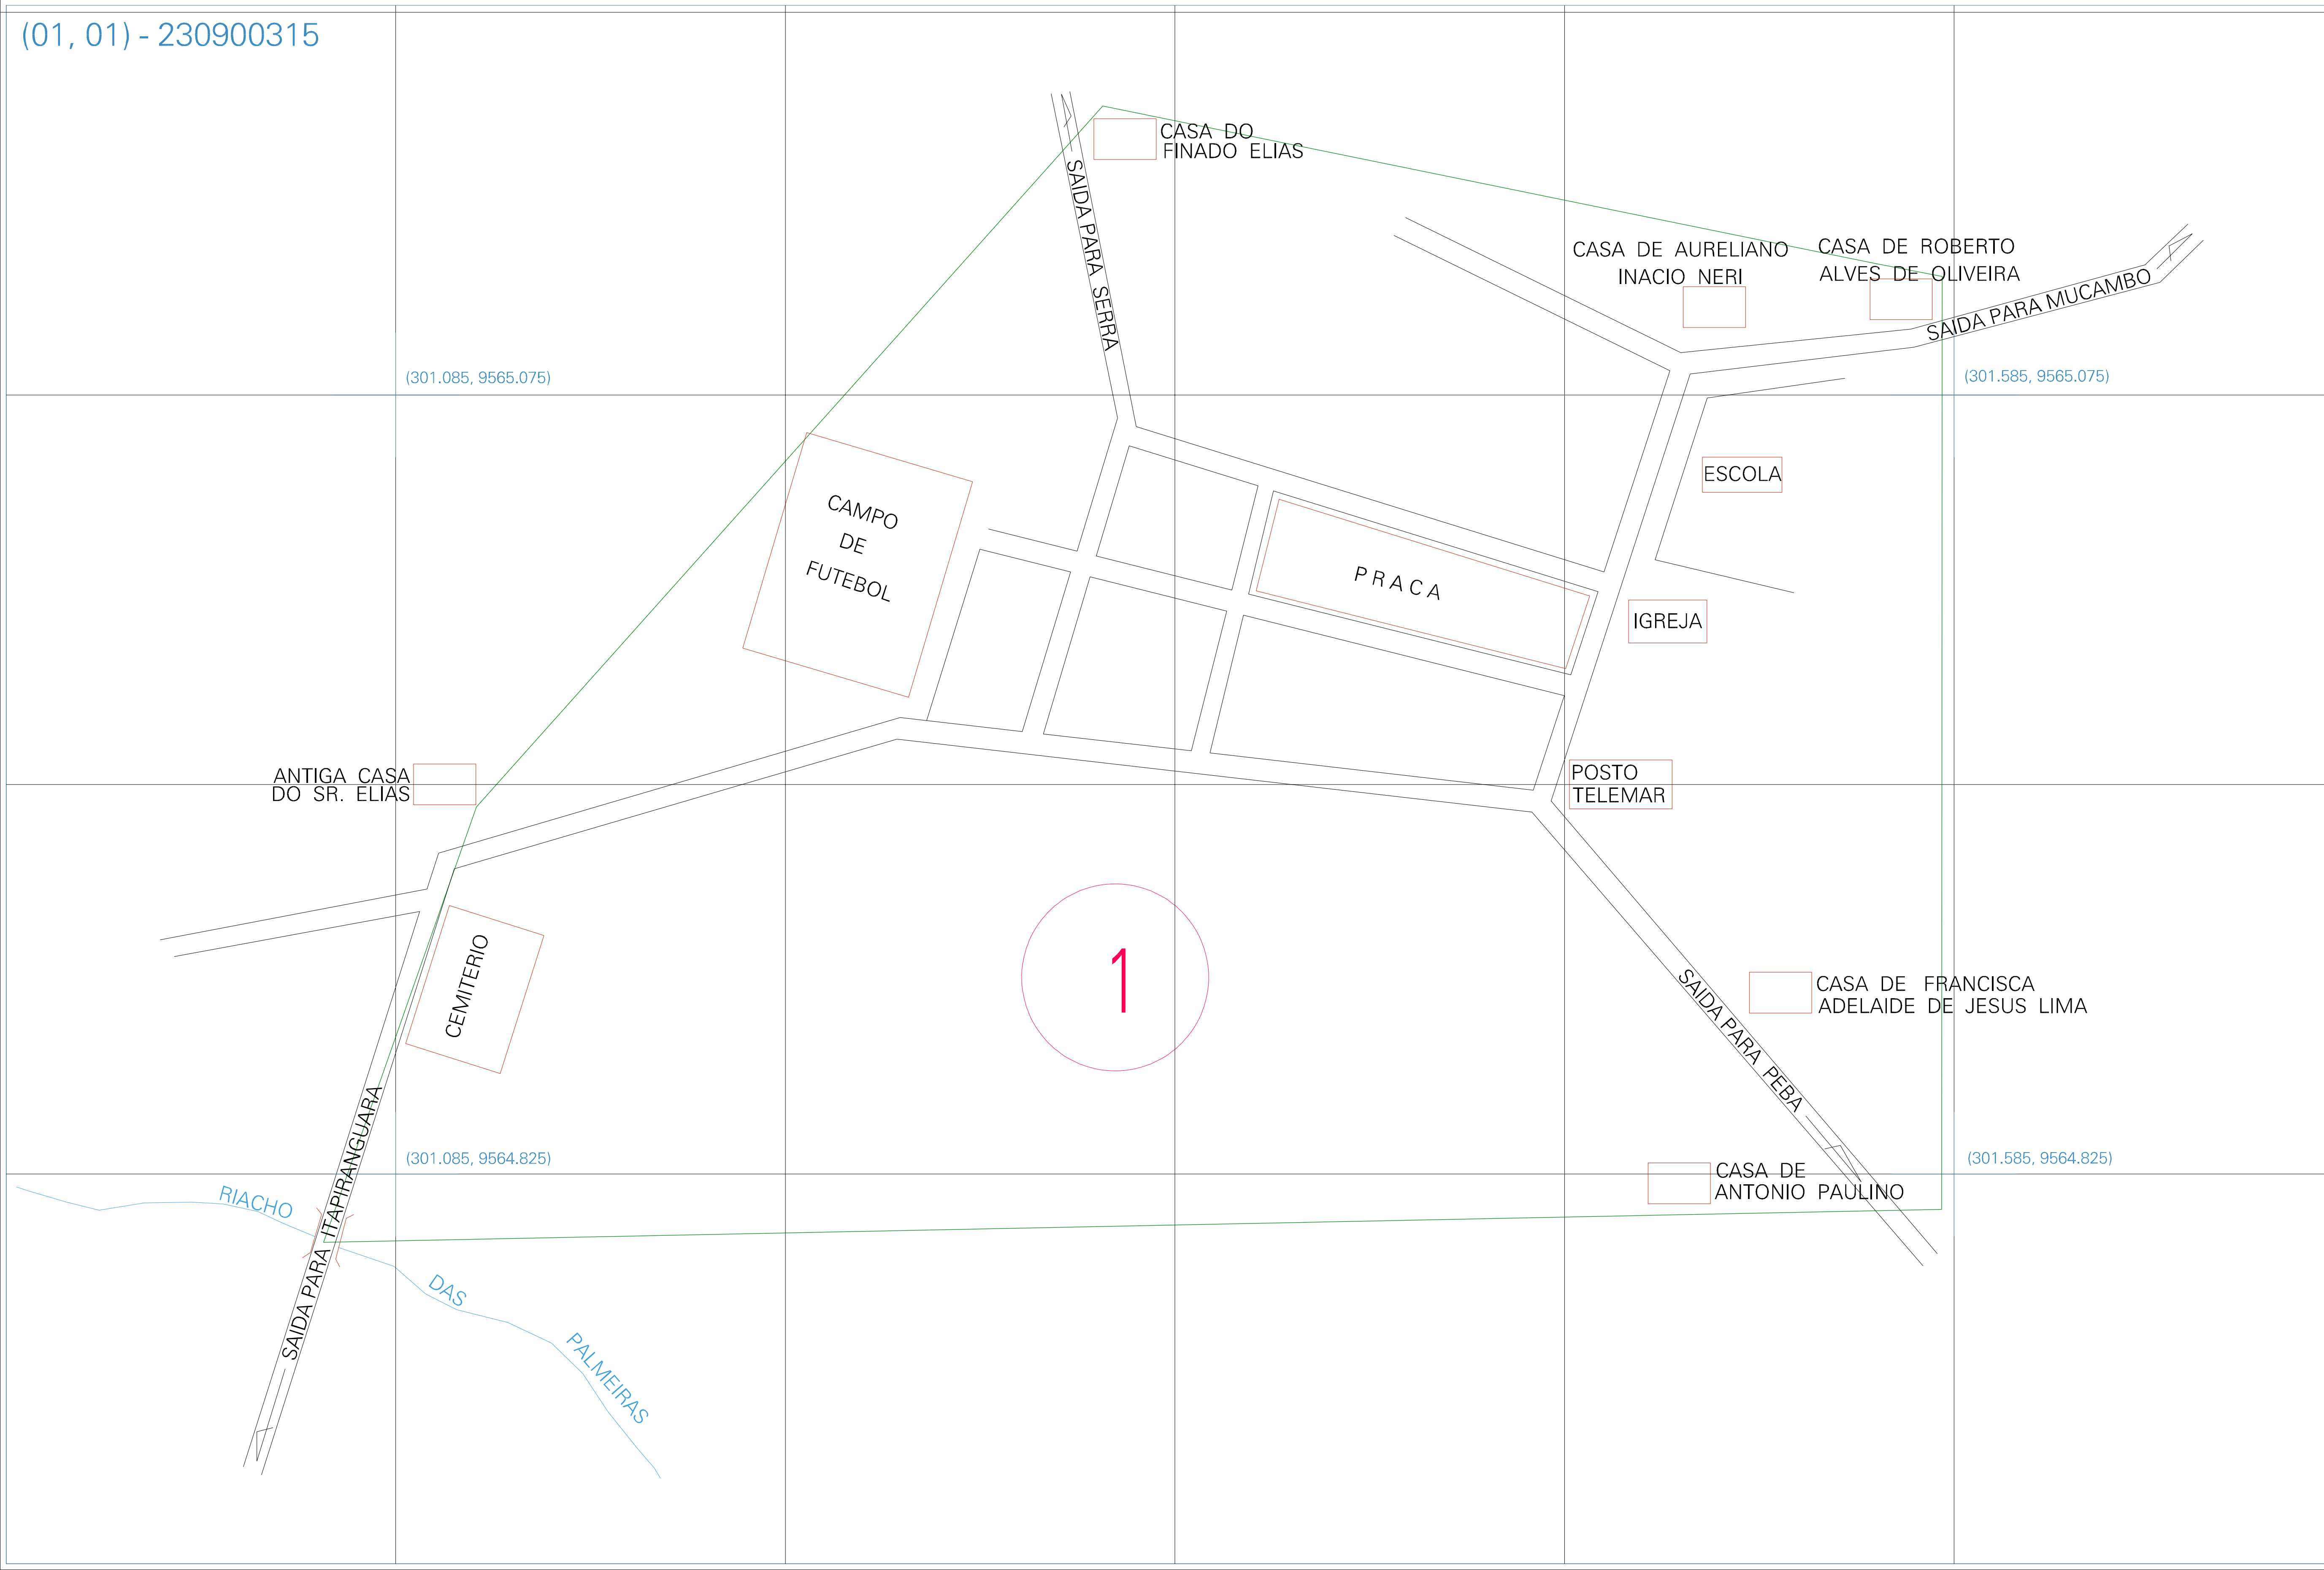 (01, 01) - 230900315
CASA DO
FINADO ELIAS
SAIDA PARA SERRA
CASA DE AURELIANO
INACIO NERI
CASA DE ROBERTO
ALVES DE OLIVEIRA
SAIDA PARA MUCAMBO
(301.085, 9565.075)
(301.585, 9565.075)
ESCOLA
CAMPO
DE
FUTEBOL
PRACA
IGREJA
ANTIGA CASA
DO SR. ELIAS
POSTO
TELEMAR
CEMITERIO
1
SAIDA PARA PEBA
CASA DE FRANCISCA
ADELAIDE DE JESUS LIMA
(301.085, 9564.825)
(301.585, 9564.825)
CASA DE
ANTONIO PAULINO
SAIDA PARA ITAPIRANGUARA
RIACHO
DAS
PALMEIRAS